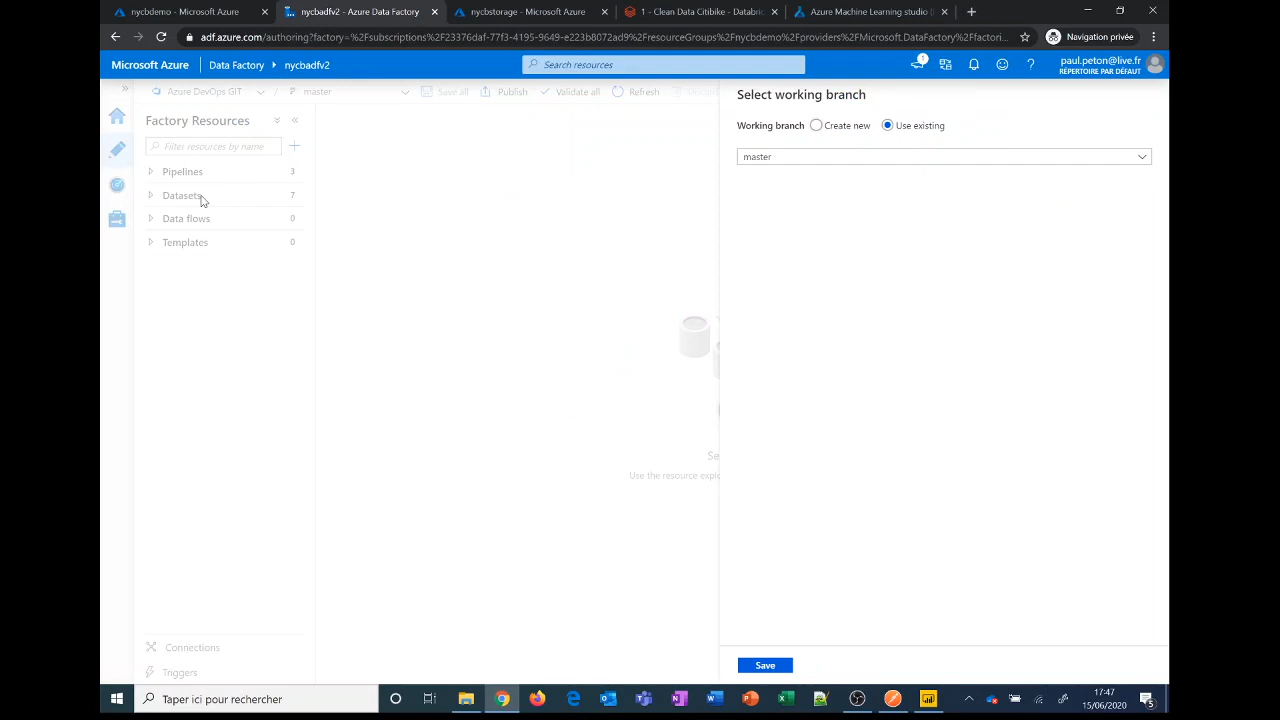 nycbdemo - Microsoft Azure
nycbadfv2 - Azure Data Factory
nycbstorage - Microsoft Azure
1 - Clean Data Citibike - Databric
Azure Machine Learning studio (
adf.azure.com/authoring?factory=%2Fsubscriptions%2F23376daf-77f3-4195-9649-e223b8072ad9%2FresourceGroups%2Fnycbdemo%2Fproviders%2FMicrosoft.DataFactory%2Ffactori...
Navigation privée
Microsoft Azure
Data Factory
nycbadfv2
Search resources
1
paul.peton@live.fr
RÉPERTOIRE PAR DÉFAUT
Azure DevOps GIT
master
Save all
Publish
Validate all
Refresh
Factory Resources
Filter resources by name
Pipelines 3
Datasets 7
Data flows 0
Templates 0
Use the resource explo
Connections
Triggers
Select working branch
Working branch Create new Use existing
master
Save
Taper ici pour rechercher
17:47
15/06/2020
5